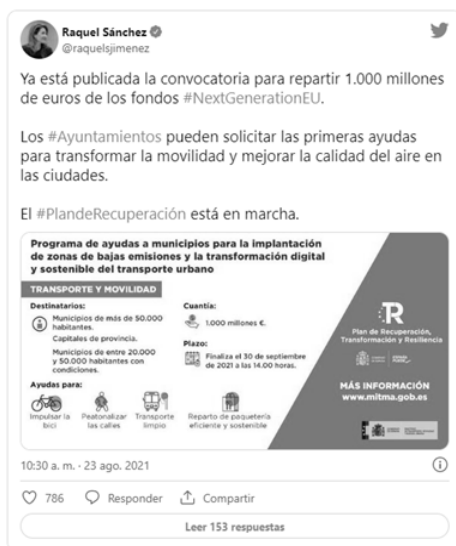 Raquel Sánchez
@raquelsjimenez
Ya está publicada la convocatoria para repartir 1.000 millones
de euros de los fondos #NextGenerationEU.
Los #Ayuntamientos pueden solicitar las primeras ayudas
para transformar la movilidad y mejorar la calidad del aire en
las ciudades.
El #PlandeRecuperación está en marcha.
Programa de ayudas a municipios para la implantación
de zonas de bajas emisiones y la transformación digital
y sostenible del transporte urbano
TRANSPORTE Y MOVILIDAD
Destinatarios:
Municipios de más de 50.000
habitantes.
Capitales de provincia.
Municipios de entre 20.000
y 50.000 habitantes con
condiciones.
Cuantía:
1.000 millones €.
Plazo:
Finaliza el 30 de septiembre
de 2021 a las 14.00 horas.
Ayudas para:
Impulsar la
bici
Peatonalizar
las calles
Transporte
limpio
Reparto de paquetería
eficiente y sostenible
R
Plan de Recuperación,
Transformación y Resiliencia
MÁS INFORMACIÓN
www.mitma.gob.es
10:30 a. m. · 23 ago. 2021
786 Responder Compartir
Leer 153 respuestas